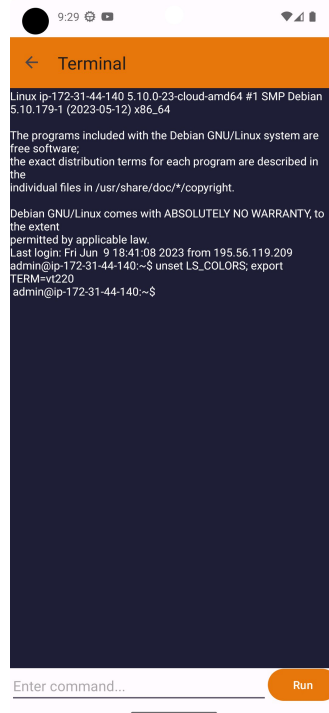 9:29
Terminal
Linux ip-172-31-44-140 5.10.0-23-cloud-amd64 #1 SMP Debian
5.10.179-1 (2023-05-12) x86_64
The programs included with the Debian GNU/Linux system are
free software;
the exact distribution terms for each program are described in
the
individual files in /usr/share/doc/*/copyright.
Debian GNU/Linux comes with ABSOLUTELY NO WARRANTY, to
the extent
permitted by applicable law.
Last login: Fri Jun  9 18:41:08 2023 from 195.56.119.209
admin@ip-172-31-44-140:~$ unset LS_COLORS; export
TERM=vt220
admin@ip-172-31-44-140:~$
Enter command...
Run